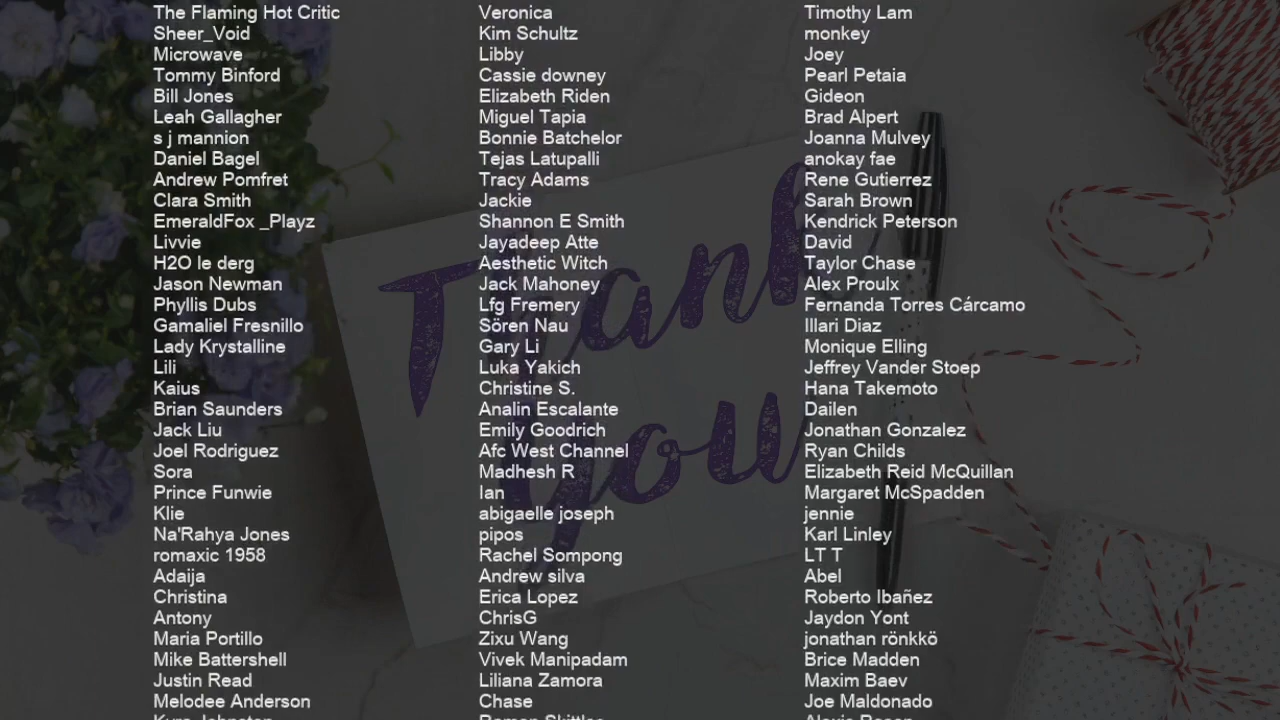 The Flaming Hot Critic
Sheer_Void
Microwave
Tommy Binford
Bill Jones
Leah Gallagher
s j mannion
Daniel Bagel
Andrew Pomfret
Clara Smith
EmeraldFox _Playz
Livvie
H2O le derg
Jason Newman
Phyllis Dubs
Gamaliel Fresnillo
Lady Krystalline
Lili
Kaius
Brian Saunders
Jack Liu
Joel Rodriguez
Sora
Prince Funwie
Klie
Na'Rahya Jones
romaxic 1958
Adaija
Christina
Antony
Maria Portillo
Mike Battershell
Justin Read
Melodee Anderson
Veronica
Kim Schultz
Libby
Cassie downey
Elizabeth Riden
Miguel Tapia
Bonnie Batchelor
Tejas Latupalli
Tracy Adams
Jackie
Shannon E Smith
Jayadeep Atte
Aesthetic Witch
Jack Mahoney
Lfg Fremery
Sören Nau
Gary Li
Luka Yakich
Christine S.
Analin Escalante
Emily Goodrich
Afc West Channel
Madhesh R
Ian
abigaelle joseph
pipos
Rachel Sompong
Andrew silva
Erica Lopez
ChrisG
Zixu Wang
Vivek Manipadam
Liliana Zamora
Chase
Timothy Lam
monkey
Joey
Pearl Petaia
Gideon
Brad Alpert
Joanna Mulvey
anokay fae
Rene Gutierrez
Sarah Brown
Kendrick Peterson
David
Taylor Chase
Alex Proulx
Fernanda Torres Cárcamo
Illari Diaz
Monique Elling
Jeffrey Vander Stoep
Hana Takemoto
Dailen
Jonathan Gonzalez
Ryan Childs
Elizabeth Reid McQuillan
Margaret McSpadden
jennie
Karl Linley
LT T
Abel
Roberto Ibañez
Jaydon Yont
jonathan rönkkö
Brice Madden
Maxim Baev
Joe Maldonado
Thank
you